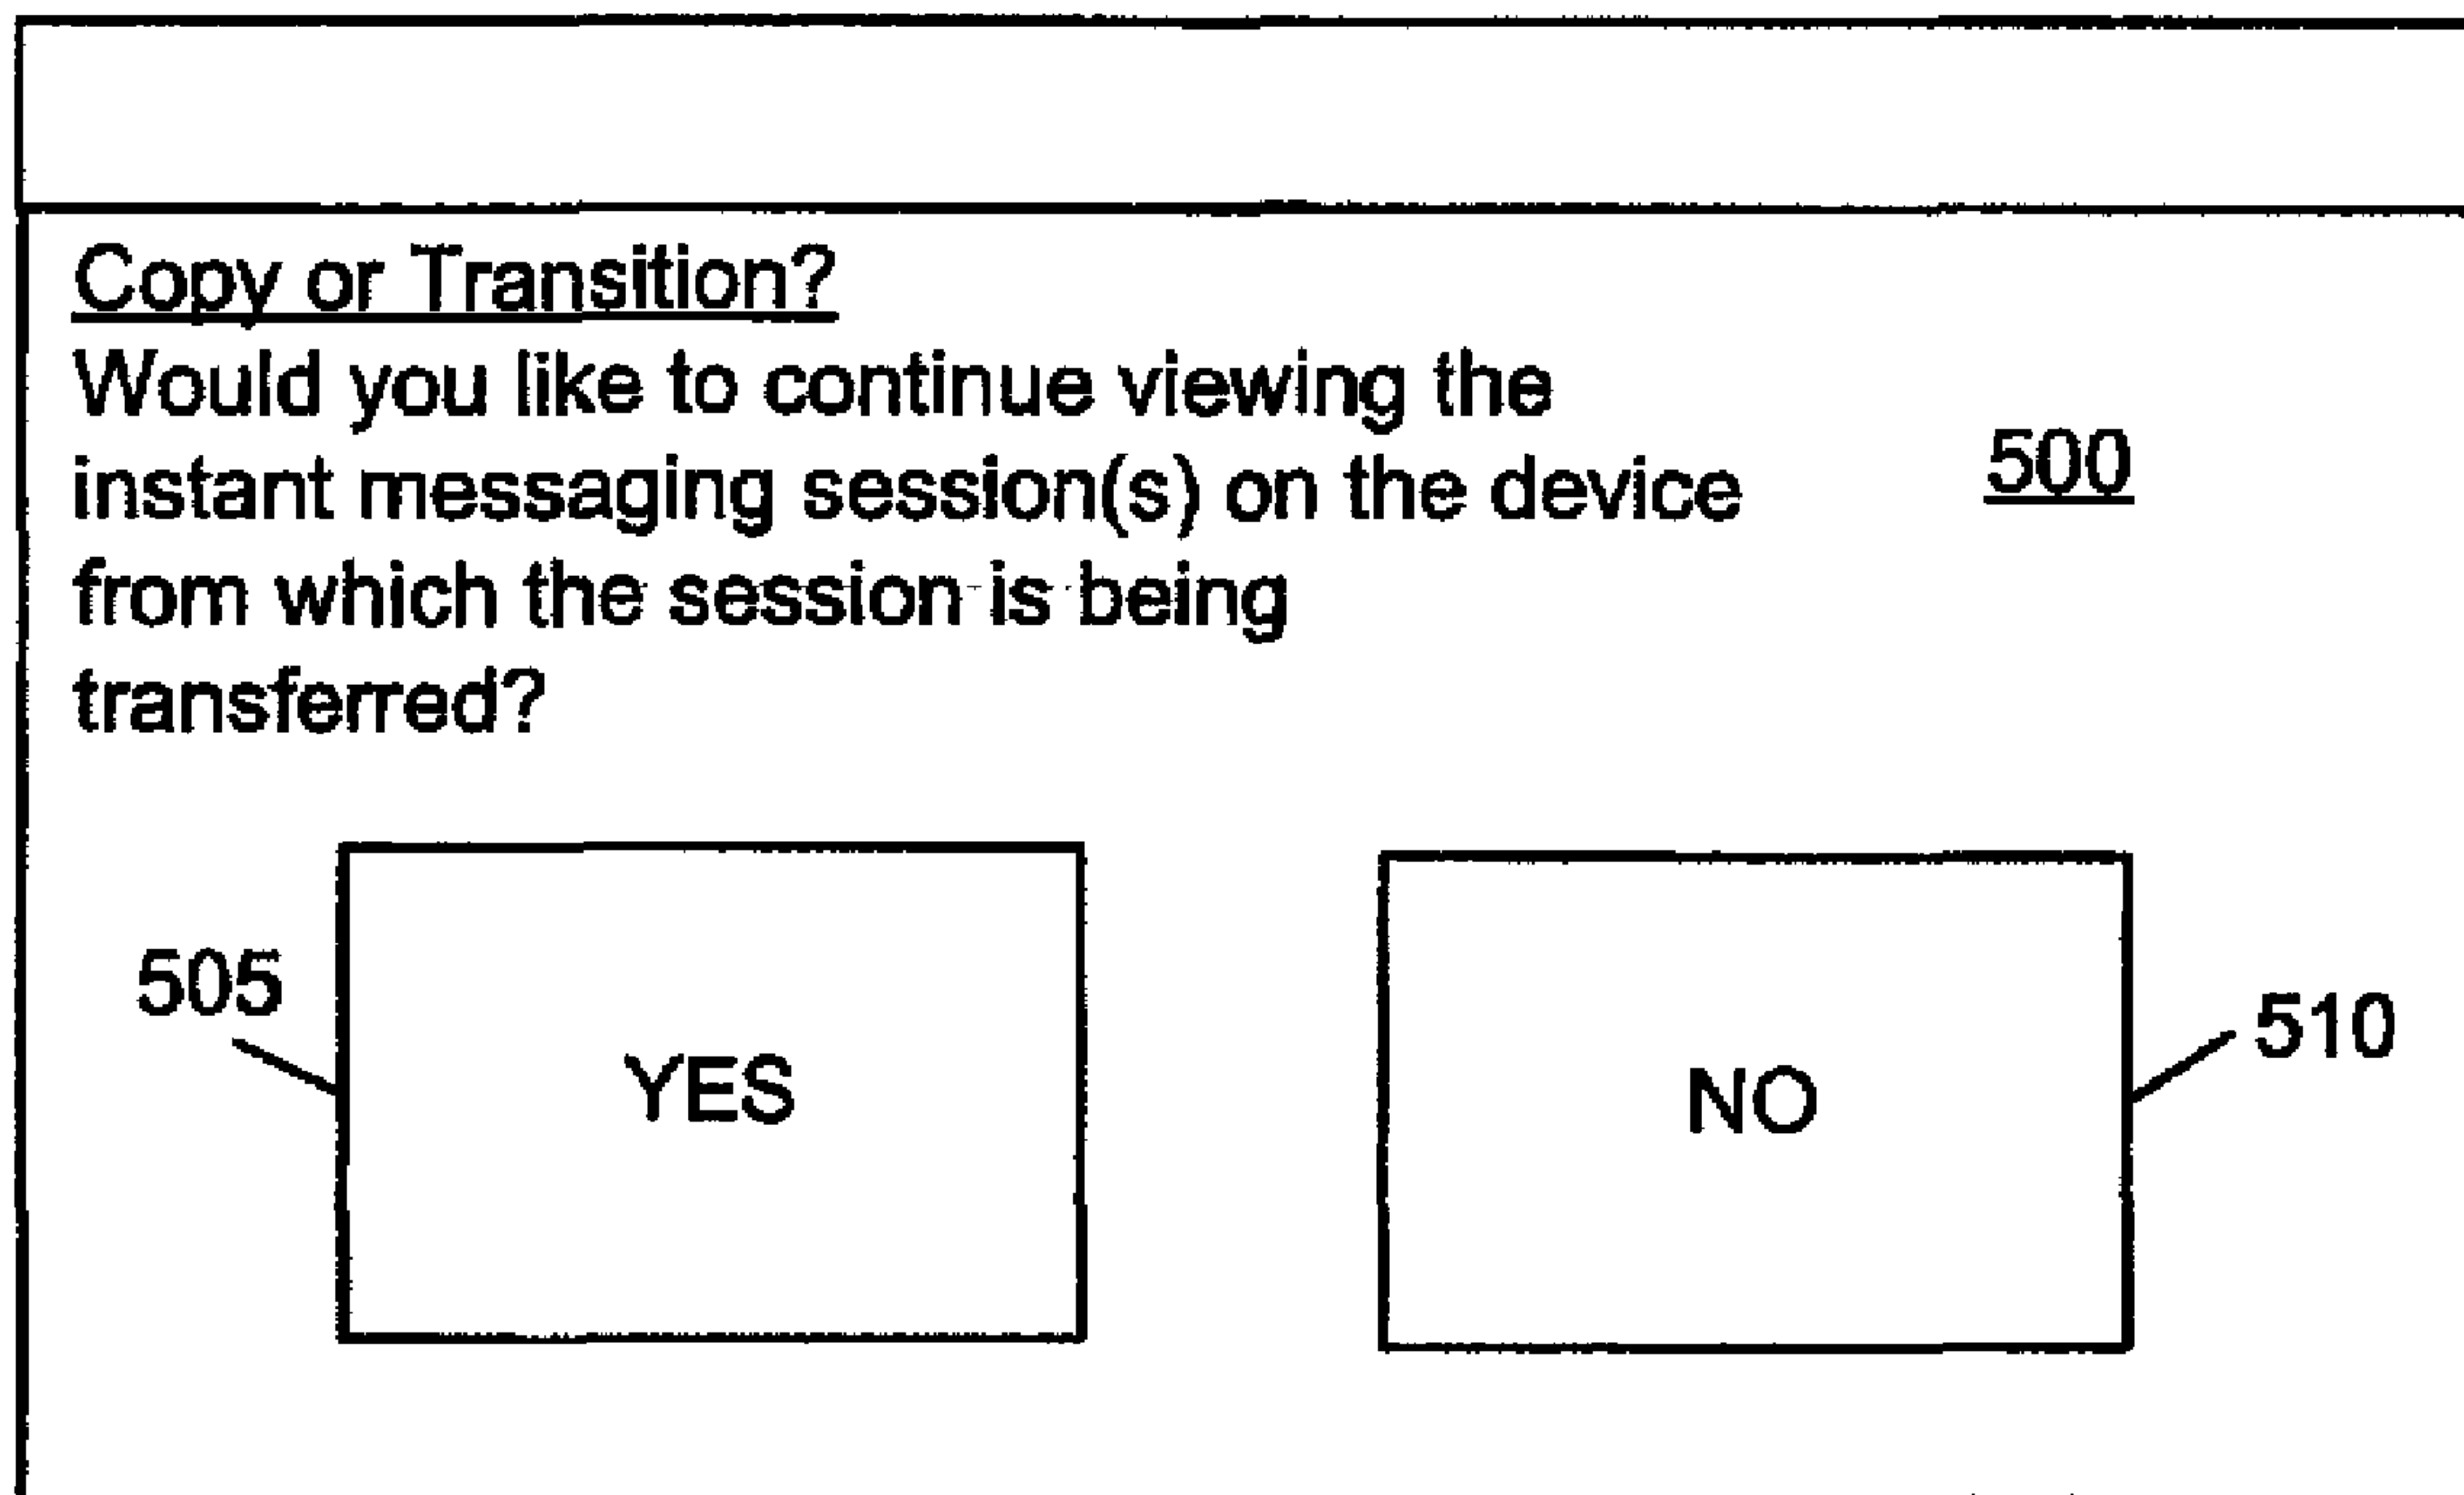 Copy or Transition?
Would you like to continue viewing the
instant messaging session(s) on the device
500
from which the session is being
transferred?
505
YES
NO
510